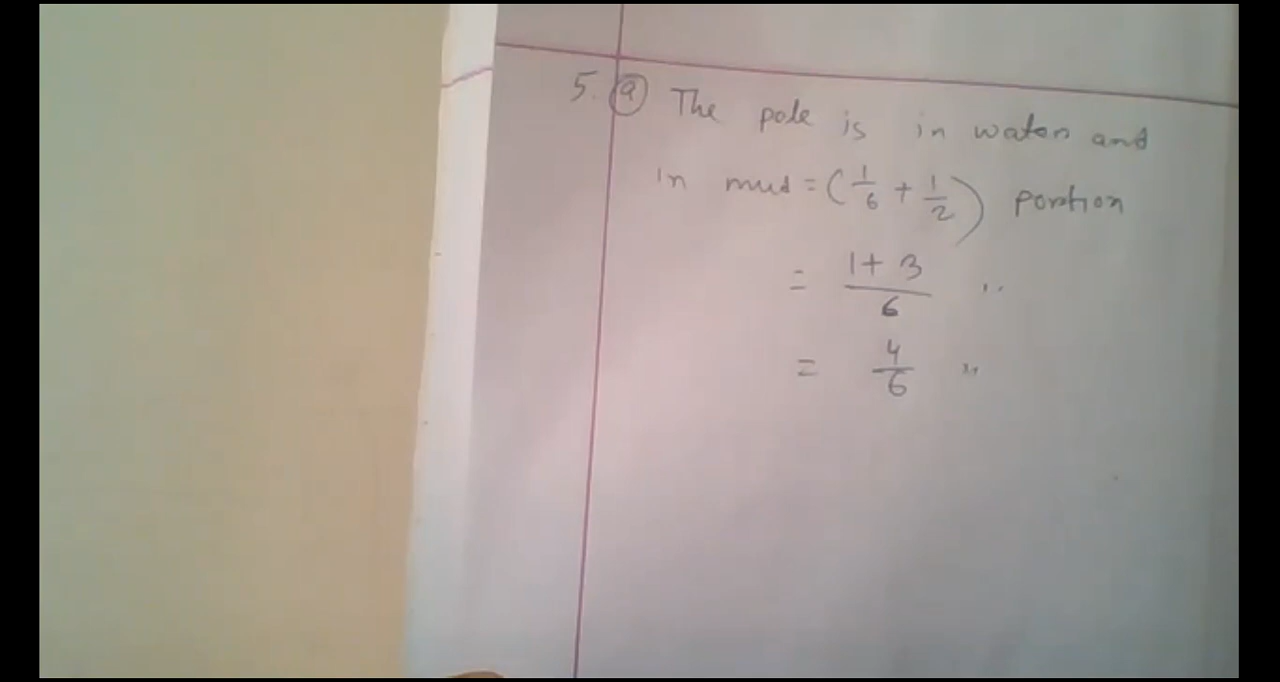 5. (a) The pole is in water and
in mud = (1/6 + 1/2) portion
= 1+3/6 "
= 4/6 "